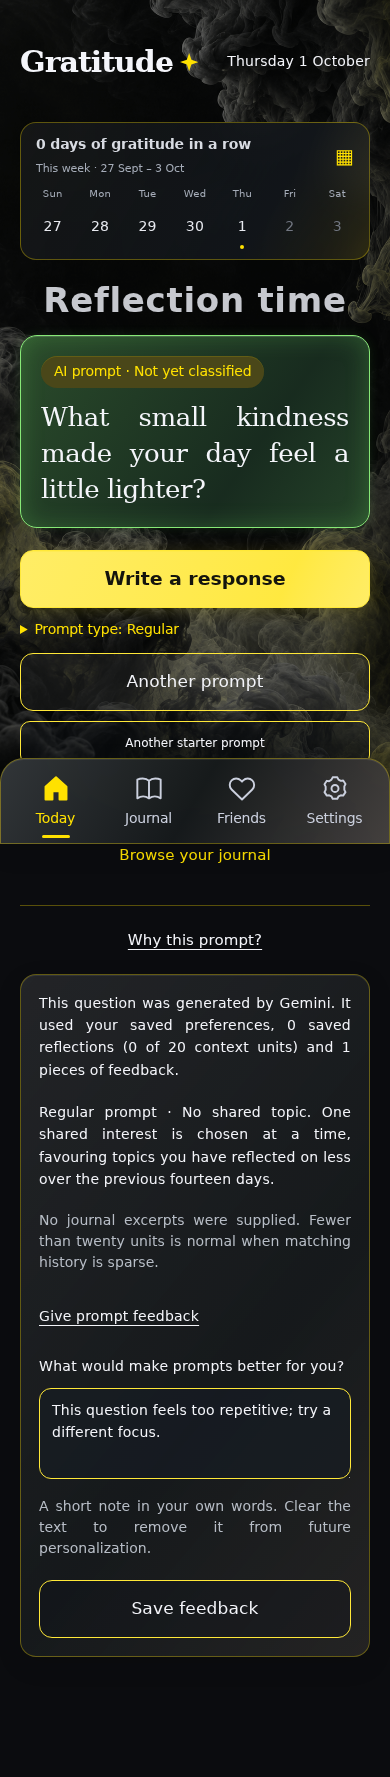 Gratitude
Thursday 1 October
0 days of gratitude in a row
This week · 27 Sept – 3 Oct
Sun Mon Tue Wed Thu Fri Sat
27 28 29 30 1 2 3
Reflection time
AI prompt · Not yet classified
What small kindness
made your day feel a
little lighter?
Write a response
Prompt type: Regular
Another prompt
Another starter prompt
Today Journal Friends Settings
Browse your journal
Why this prompt?
This question was generated by Gemini. It
used your saved preferences, 0 saved
reflections (0 of 20 context units) and 1
pieces of feedback.
Regular prompt · No shared topic. One
shared interest is chosen at a time,
favouring topics you have reflected on less
over the previous fourteen days.
No journal excerpts were supplied. Fewer
than twenty units is normal when matching
history is sparse.
Give prompt feedback
What would make prompts better for you?
This question feels too repetitive; try a
different focus.
A short note in your own words. Clear the
text to remove it from future
personalization.
Save feedback